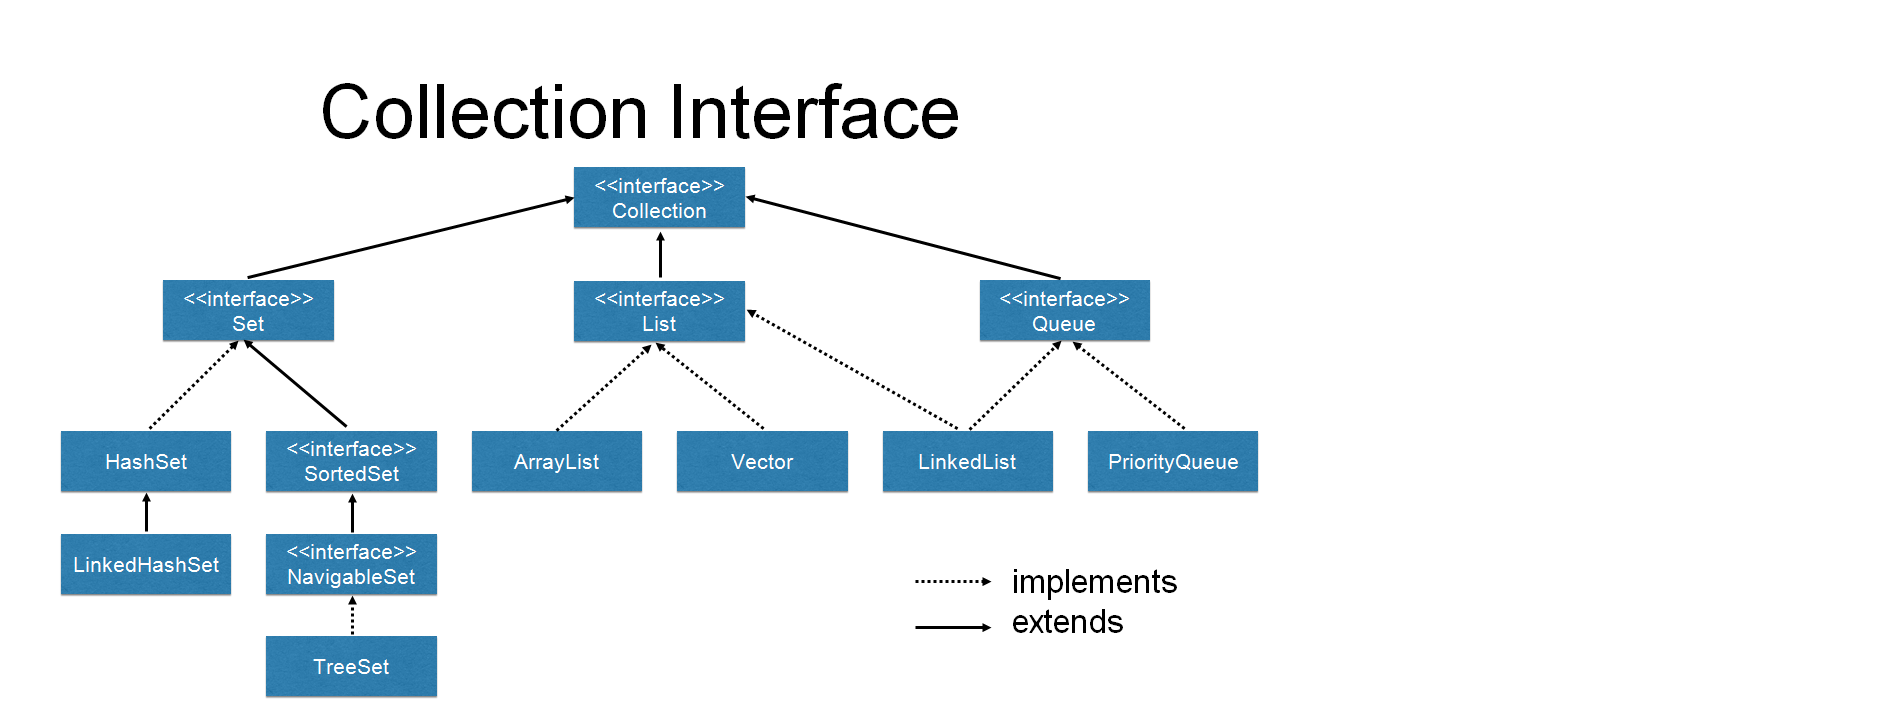 Collection Interface
<<interface>>
Collection
<<interface>>
Set
<<interface>>
List
<<interface>>
Queue
HashSet
<<interface>>
SortedSet
ArrayList
Vector
LinkedList
PriorityQueue
LinkedHashSet
<<interface>>
NavigableSet
TreeSet
implements
extends